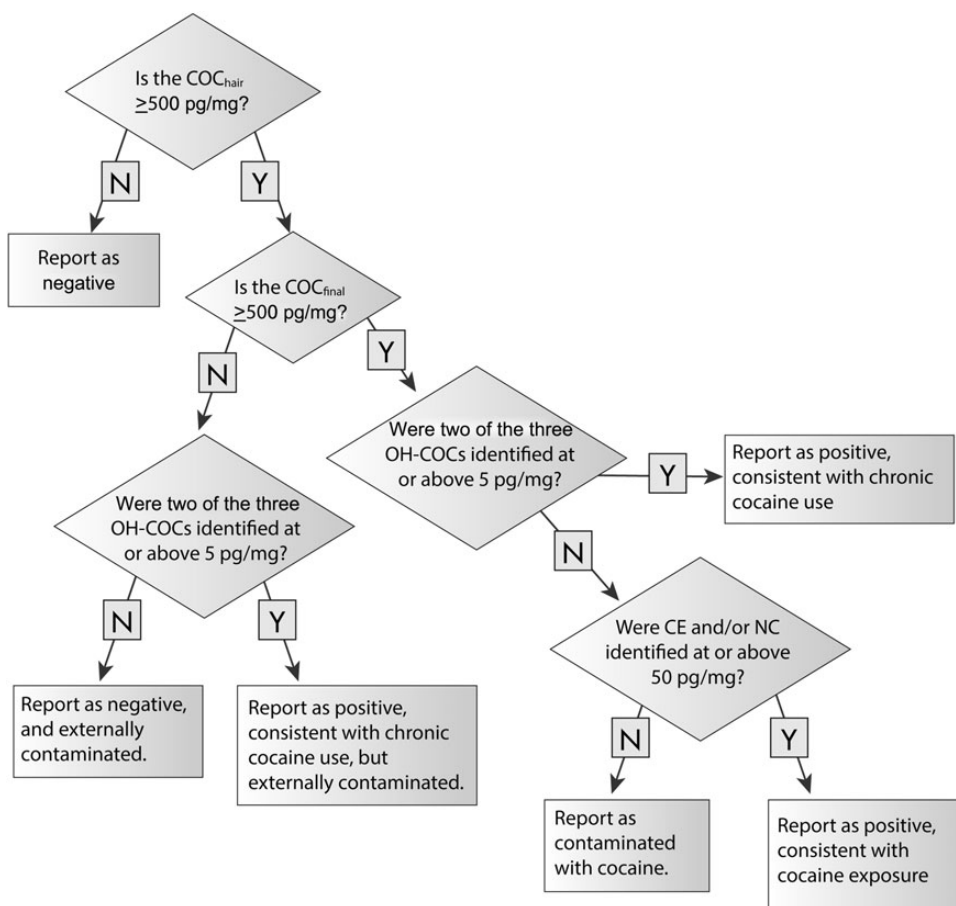 Is the COChair
≥500 pg/mg?
N
Y
Report as
negative
Is the COCfinal
≥500 pg/mg?
N
Y
Were two of the three
OH-COCs identified at
or above 5 pg/mg?
Y
Report as positive,
consistent with chronic
cocaine use
Were two of the three
OH-COCs identified at
or above 5 pg/mg?
N
N
Y
Were CE and/or NC
identified at or above
50 pg/mg?
Report as negative,
and externally
contaminated.
Report as positive,
consistent with chronic
cocaine use, but
externally contaminated.
N
Y
Report as
contaminated
with cocaine.
Report as positive,
consistent with
cocaine exposure